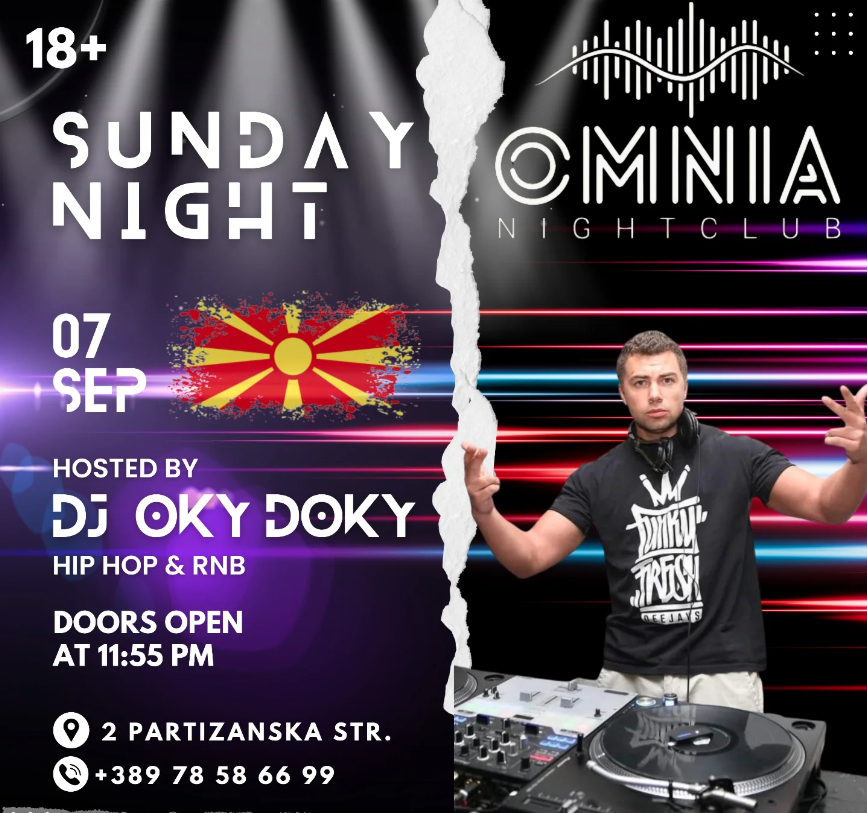 18+
SUNDAY
NIGHT
07
SEP
HOSTED BY
DJ OKY DOKY
HIP HOP & RNB
DOORS OPEN
AT 11:55 PM
2 PARTIZANSKA STR.
+389 78 58 66 99
OMNIA
NIGHTCLUB
funky
FRESH
DEEJAYS